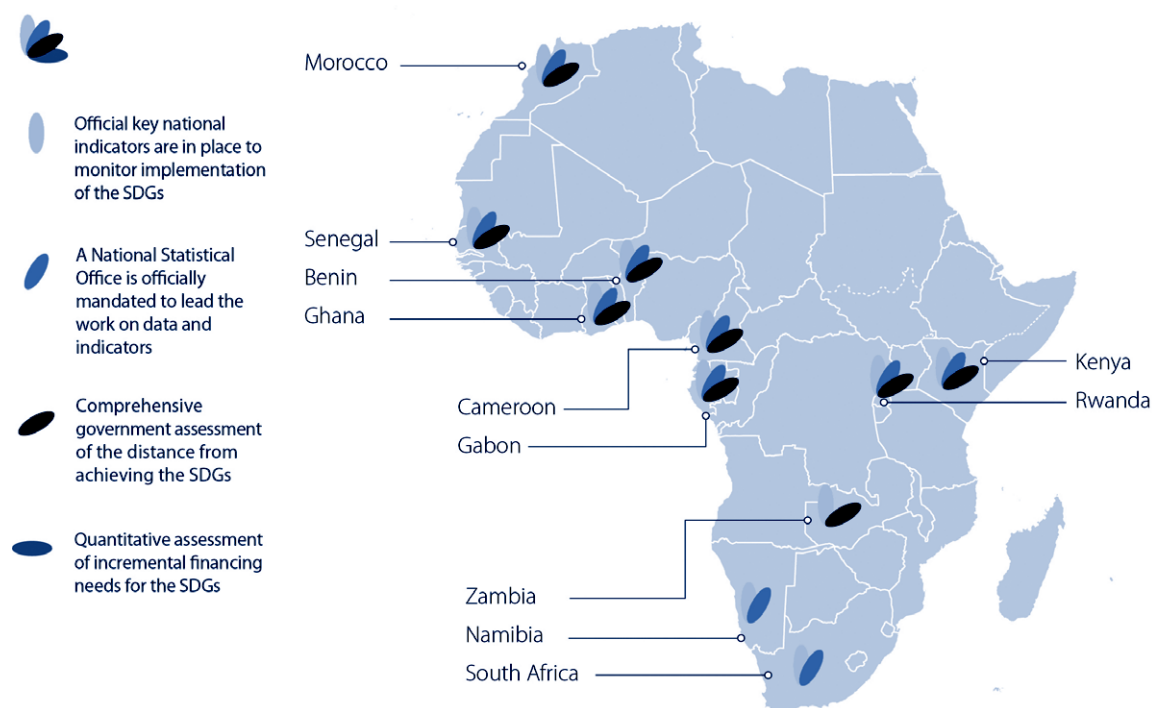 Official key national
indicators are in place to
monitor implementation
of the SDGs
A National Statistical
Office is officially
mandated to lead the
work on data and
indicators
Comprehensive
government assessment
of the distance from
achieving the SDGs
Quantitative assessment
of incremental financing
needs for the SDGs
Morocco
Senegal
Benin
Ghana
Cameroon
Gabon
Kenya
Rwanda
Zambia
Namibia
South Africa